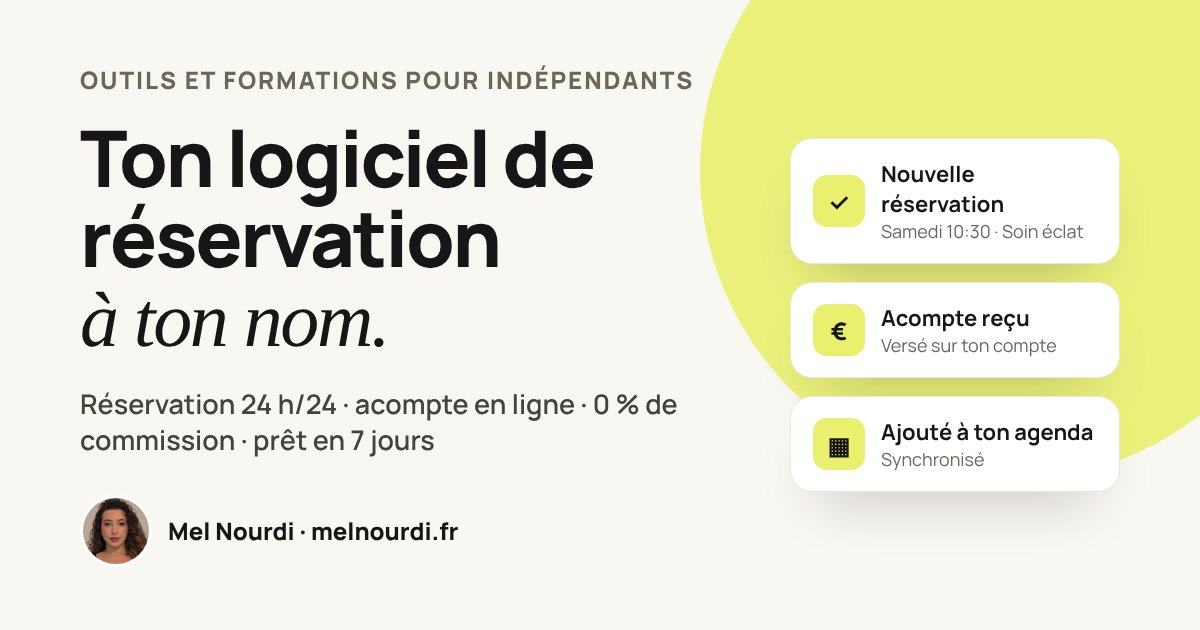 OUTILS ET FORMATIONS POUR INDÉPENDANTS
Ton logiciel de
réservation
à ton nom.
Réservation 24 h/24 · acompte en ligne · 0 % de
commission · prêt en 7 jours
Mel Nourdi · melnourdi.fr
Nouvelle
réservation
Samedi 10:30 · Soin éclat
€
Acompte reçu
Versé sur ton compte
Ajouté à ton agenda
Synchronisé